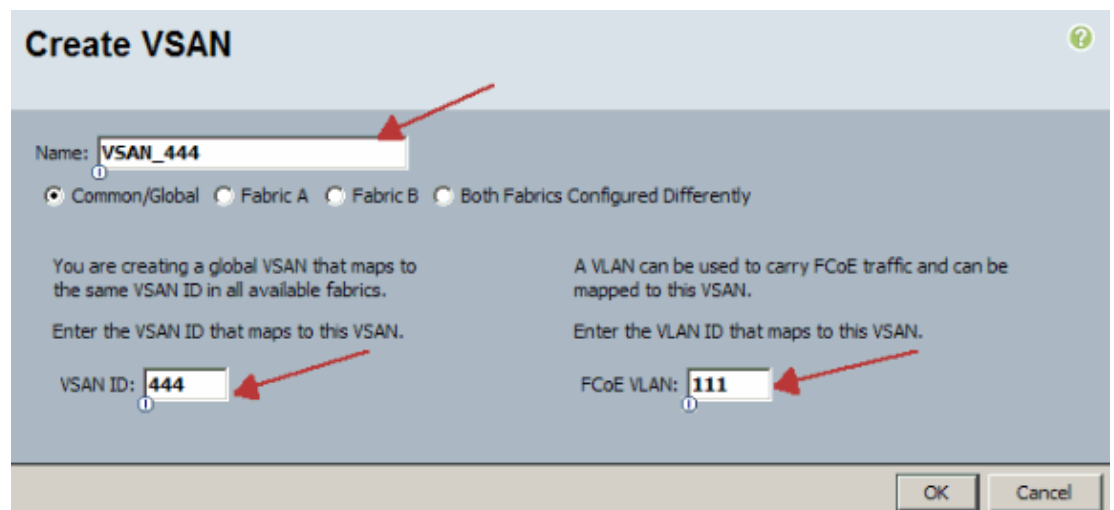 Create VSAN
?
Name: VSAN_444
Common/Global Fabric A Fabric B Both Fabrics Configured Differently
You are creating a global VSAN that maps to
the same VSAN ID in all available fabrics.
Enter the VSAN ID that maps to this VSAN.
VSAN ID: 444
A VLAN can be used to carry FCoE traffic and can be
mapped to this VSAN.
Enter the VLAN ID that maps to this VSAN.
FCoE VLAN: 111
OK Cancel